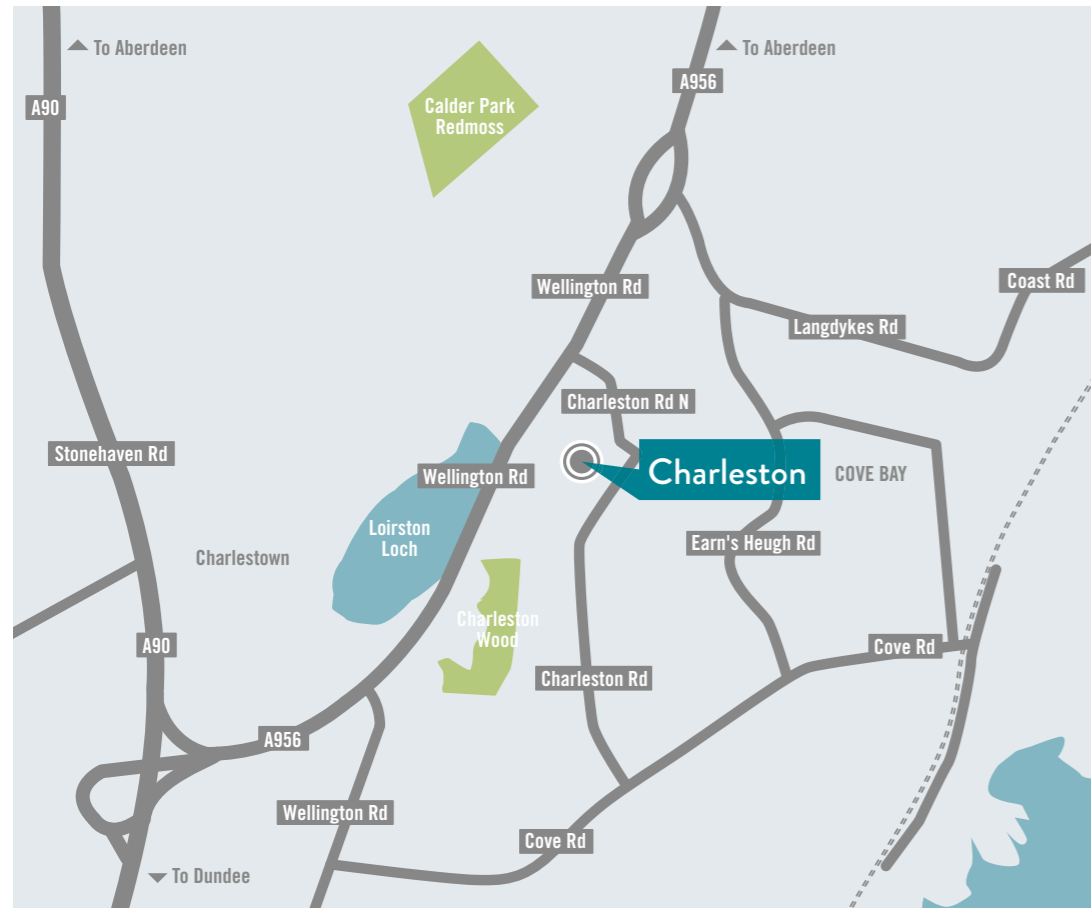 To Aberdeen
To Aberdeen
A956
A90
Calder Park
Redmoss
Coast Rd
Wellington Rd
Langdykes Rd
Charleston Rd N
Stonehaven Rd
Wellington Rd
Charleston
COVE BAY
Loirston
Loch
Earn's Heugh Rd
Charlestown
Charleston
Wood
A90
Cove Rd
Charleston Rd
A956
Wellington Rd
Cove Rd
To Dundee